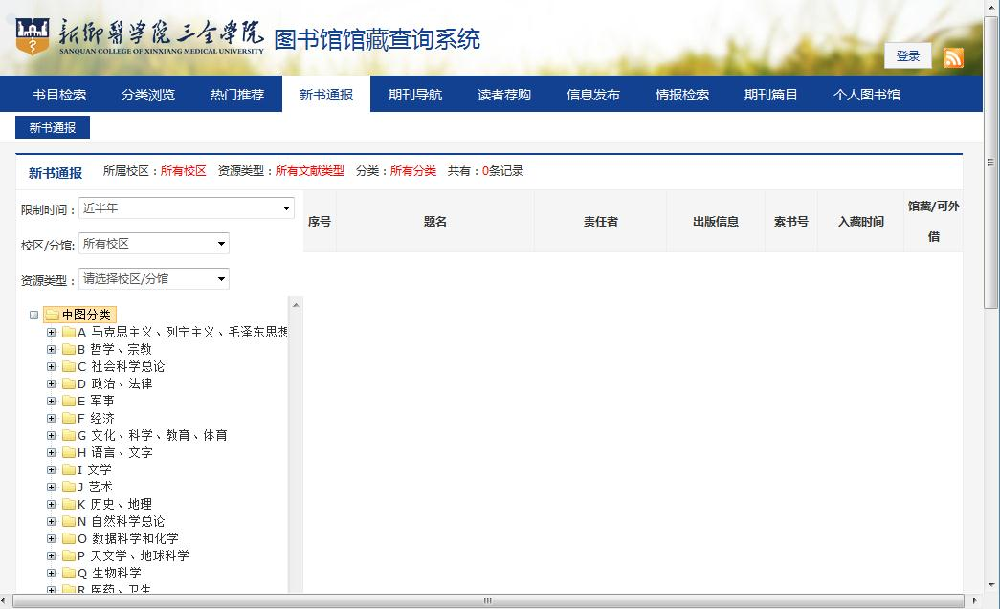 新乡医学院三全学院
SANQUAN COLLEGE OF XINXIANG MEDICAL UNIVERSITY
图书馆馆藏查询系统
登录
书目检索 分类浏览 热门推荐 新书通报 期刊导航 读者荐购 信息发布 情报检索 期刊篇目 个人图书馆
新书通报
新书通报 所属校区：所有校区 资源类型：所有文献类型 分类：所有分类 共有：0条记录
限制时间： 近半年
校区/分馆: 所有校区
资源类型： 请选择校区/分馆
序号 题名 责任者 出版信息 索书号 入藏时间 馆藏/可外
借
中图分类
A 马克思主义、列宁主义、毛泽东思想
B 哲学、宗教
C 社会科学总论
D 政治、法律
E 军事
F 经济
G 文化、科学、教育、体育
H 语言、文字
I 文学
J 艺术
K 历史、地理
N 自然科学总论
O 数据科学和化学
P 天文学、地球科学
Q 生物科学
R 医药、卫生